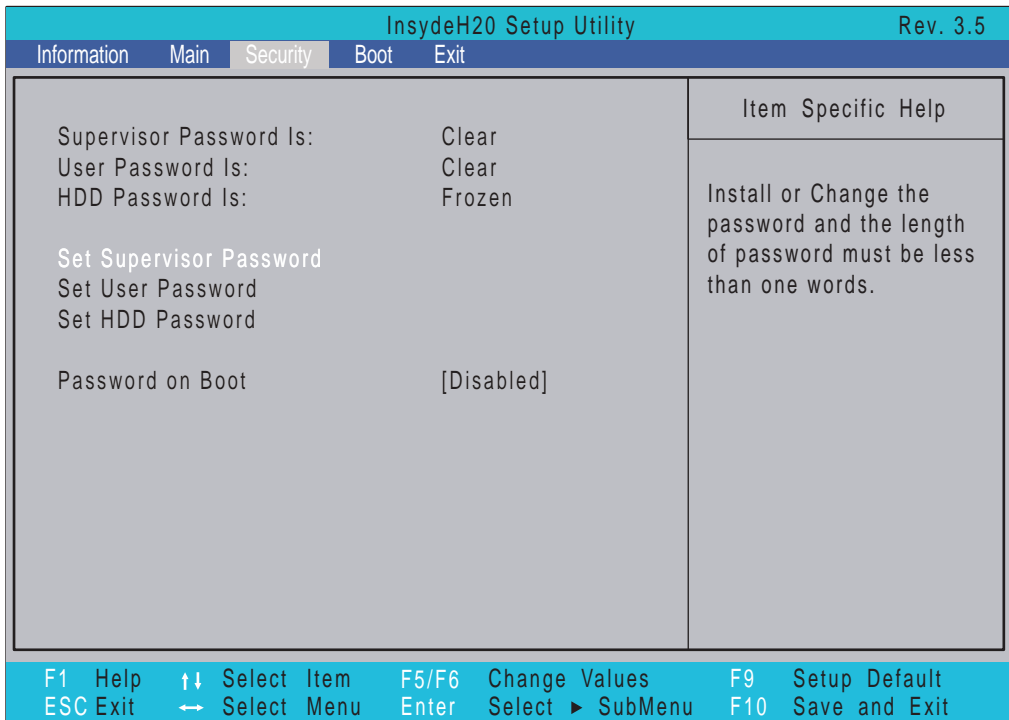 InsydeH20 Setup Utility Rev. 3.5
Information Main Security Boot Exit
Supervisor Password Is: Clear
User Password Is: Clear
HDD Password Is: Frozen
Set Supervisor Password
Set User Password
Set HDD Password
Password on Boot [Disabled]
Item Specific Help
Install or Change the
password and the length
of password must be less
than one words.
F1 Help ↑↓ Select Item F5/F6 Change Values F9 Setup Default
ESC Exit ↔ Select Menu Enter Select ► SubMenu F10 Save and Exit